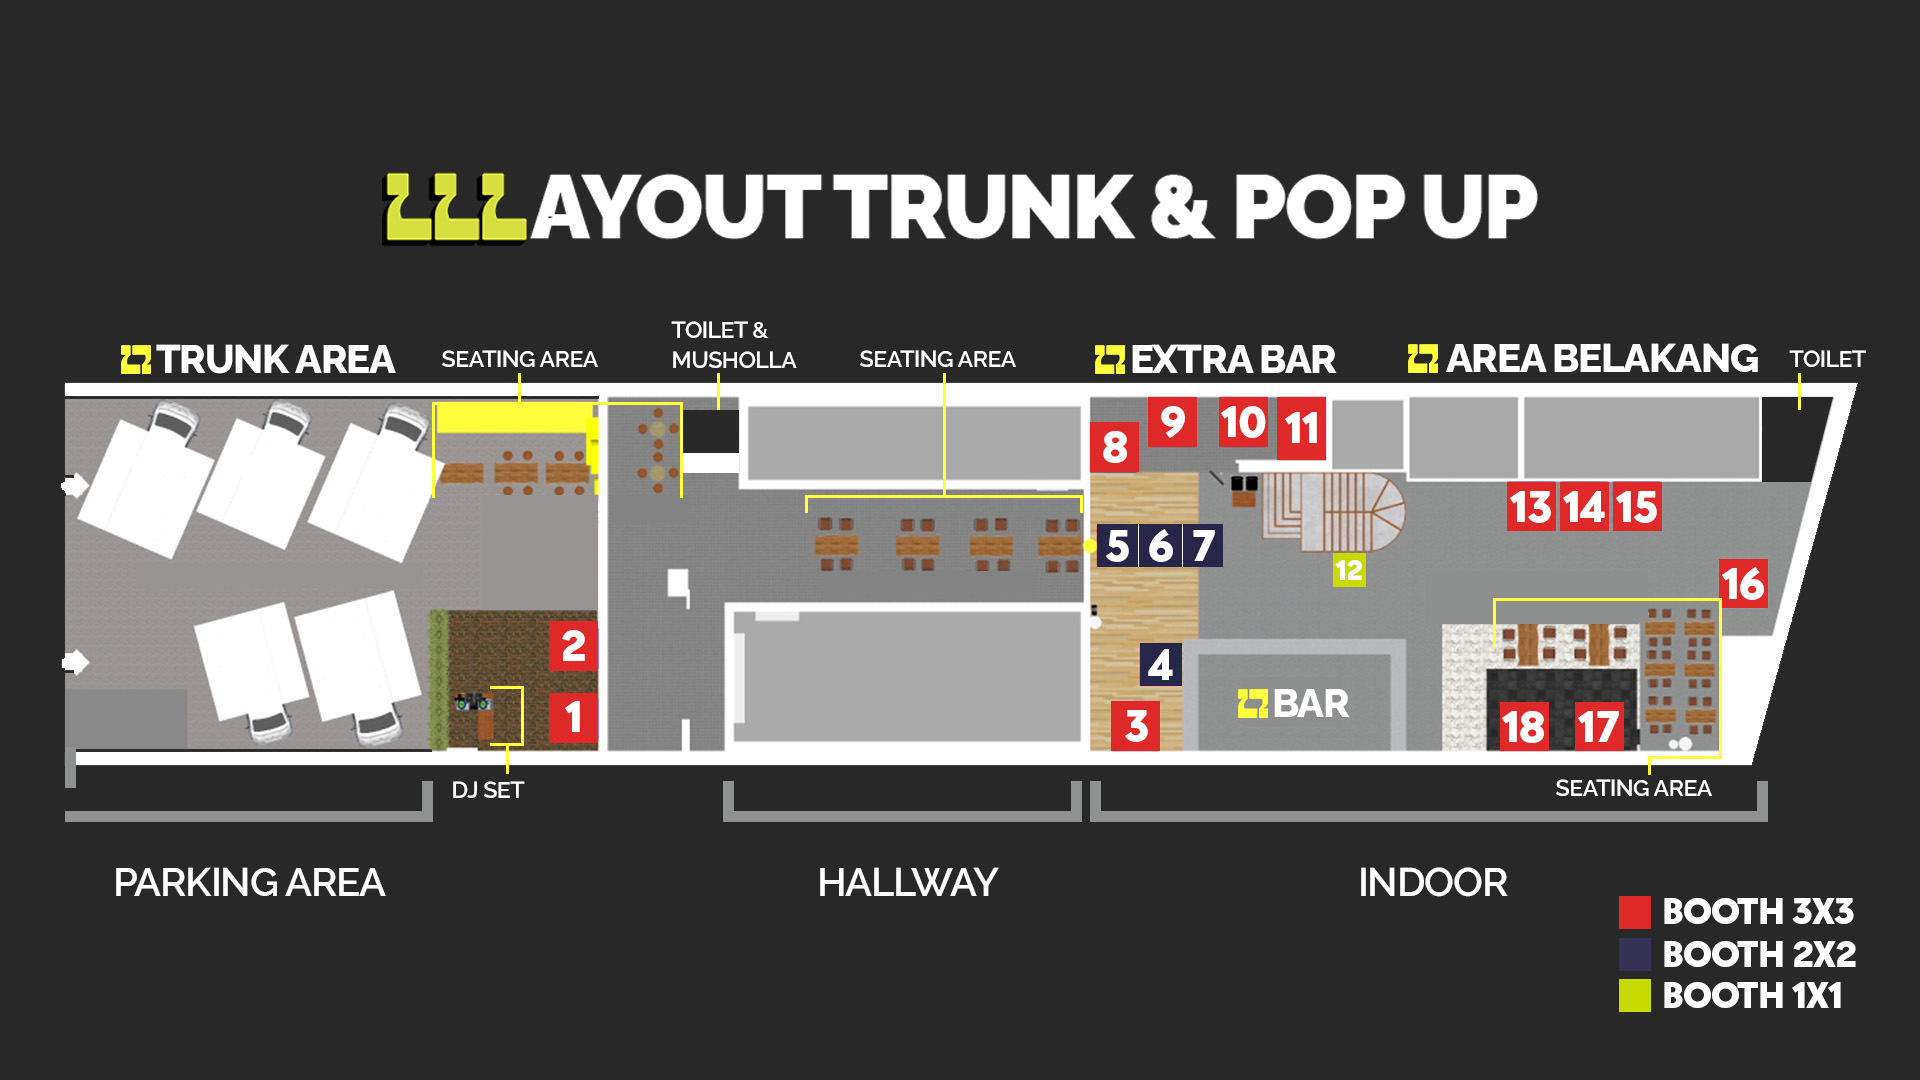 LAYOUT TRUNK & POP UP
TOILET &
MUSHOLLA
TRUNK AREA
SEATING AREA
SEATING AREA
EXTRA BAR
AREA BELAKANG
TOILET
9
10
11
8
13
14
15
5
6
7
12
16
2
4
BAR
1
3
18
17
DJ SET
SEATING AREA
PARKING AREA
HALLWAY
INDOOR
BOOTH 3X3
BOOTH 2X2
BOOTH 1X1